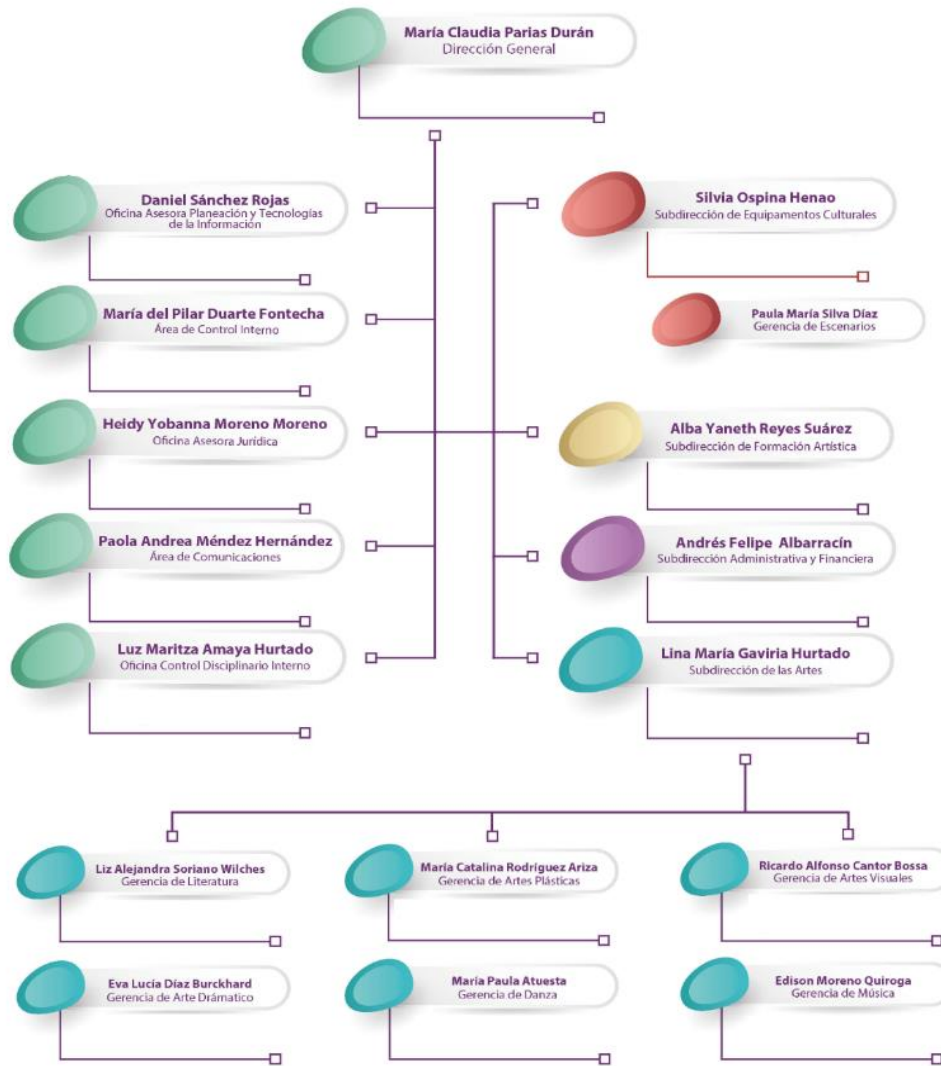 María Claudia Parias Durán
Dirección General
Daniel Sánchez Rojas
Oficina Asesora Planeación y Tecnologías
de la Información
María del Pilar Duarte Fontecha
Área de Control Interno
Heidy Yobanna Moreno Moreno
Oficina Asesora Jurídica
Paola Andrea Méndez Hernández
Área de Comunicaciones
Luz Maritza Amaya Hurtado
Oficina Control Disciplinario Interno
Silvia Ospina Henao
Subdirección de Equipamentos Culturales
Paula María Silva Díaz
Gerencia de Escenarios
Alba Yaneth Reyes Suárez
Subdirección de Formación Artística
Andrés Felipe Albarracín
Subdirección Administrativa y Financiera
Lina María Gaviria Hurtado
Subdirección de las Artes
Liz Alejandra Soriano Wilches
Gerencia de Literatura
María Catalina Rodríguez Ariza
Gerencia de Artes Plásticas
Ricardo Alfonso Cantor Bossa
Gerencia de Artes Visuales
Eva Lucía Díaz Burckhard
Gerencia de Arte Drámatico
María Paula Atuesta
Gerencia de Danza
Edison Moreno Quiroga
Gerencia de Música